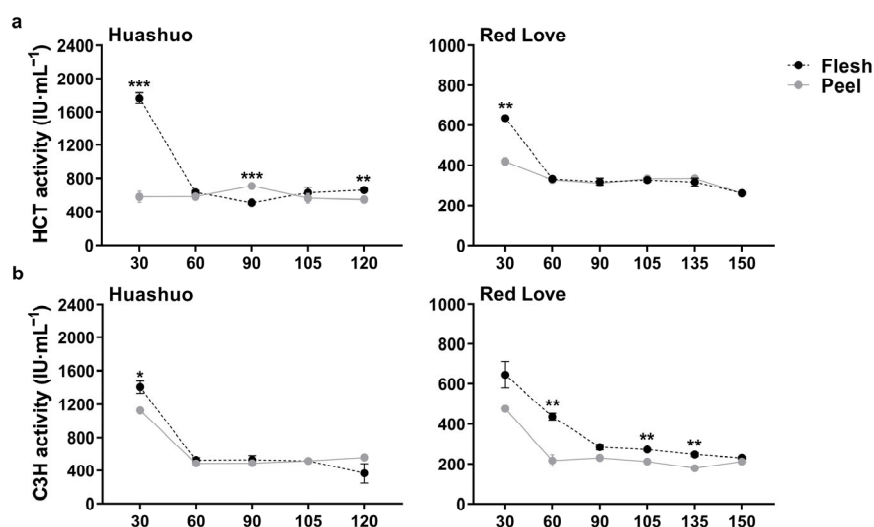 a
Huashuo
Red Love
HCT activity (IU·mL⁻¹)
2400
2000
1600
1200
800
400
0
***
***
**
30 60 90 105 120
1000
800
600
400
200
0
**
30 60 90 105 135 150
Flesh
Peel
b
Huashuo
Red Love
C3H activity (IU·mL⁻¹)
2400
2000
1600
1200
800
400
0
*
30 60 90 105 120
1000
800
600
400
200
0
**
**
**
30 60 90 105 135 150